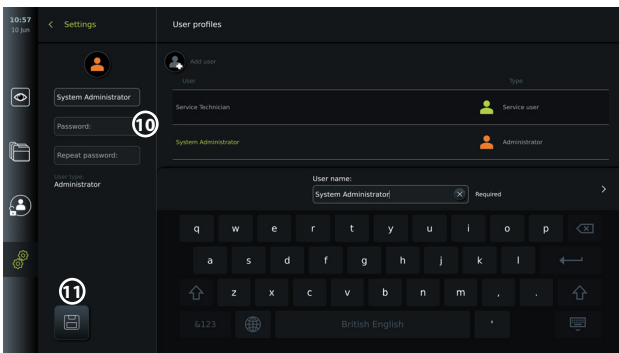 10:57
10 Jun
Settings
User profiles
Add user
User
Type
System Administrator
Password:
10
Repeat password:
User type:
Administrator
Service Technician
Service user
System Administrator
Administrator
User name:
System Administrator
Required
q w e r t y u i o p
a s d f g h j k l
z x c v b n m , .
&123
British English
'
11